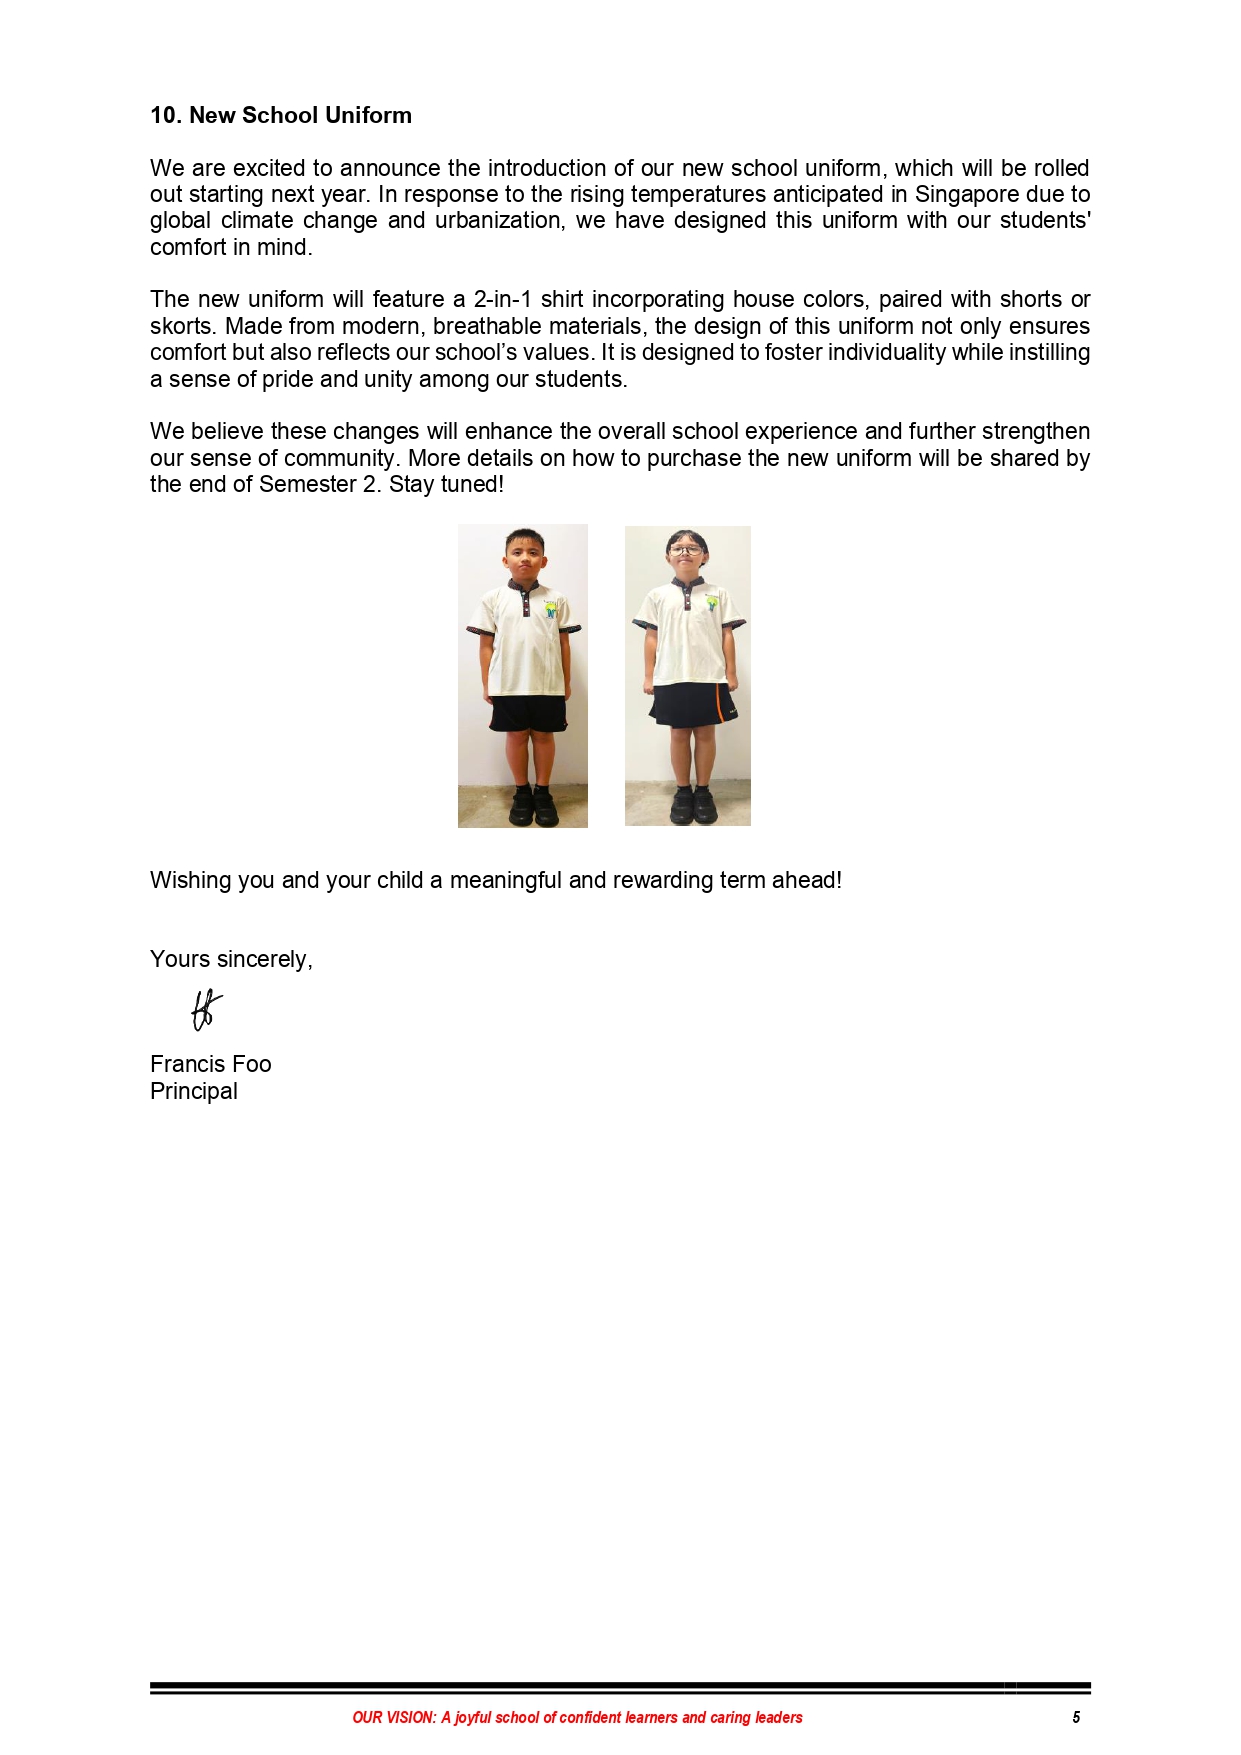 10. New School Uniform
We are excited to announce the introduction of our new school uniform, which will be rolled
out starting next year. In response to the rising temperatures anticipated in Singapore due to
global climate change and urbanization, we have designed this uniform with our students'
comfort in mind.
The new uniform will feature a 2-in-1 shirt incorporating house colors, paired with shorts or
skorts. Made from modern, breathable materials, the design of this uniform not only ensures
comfort but also reflects our school’s values. It is designed to foster individuality while instilling
a sense of pride and unity among our students.
We believe these changes will enhance the overall school experience and further strengthen
our sense of community. More details on how to purchase the new uniform will be shared by
the end of Semester 2. Stay tuned!
Wishing you and your child a meaningful and rewarding term ahead!
Yours sincerely,
Francis Foo
Principal
OUR VISION: A joyful school of confident learners and caring leaders 5